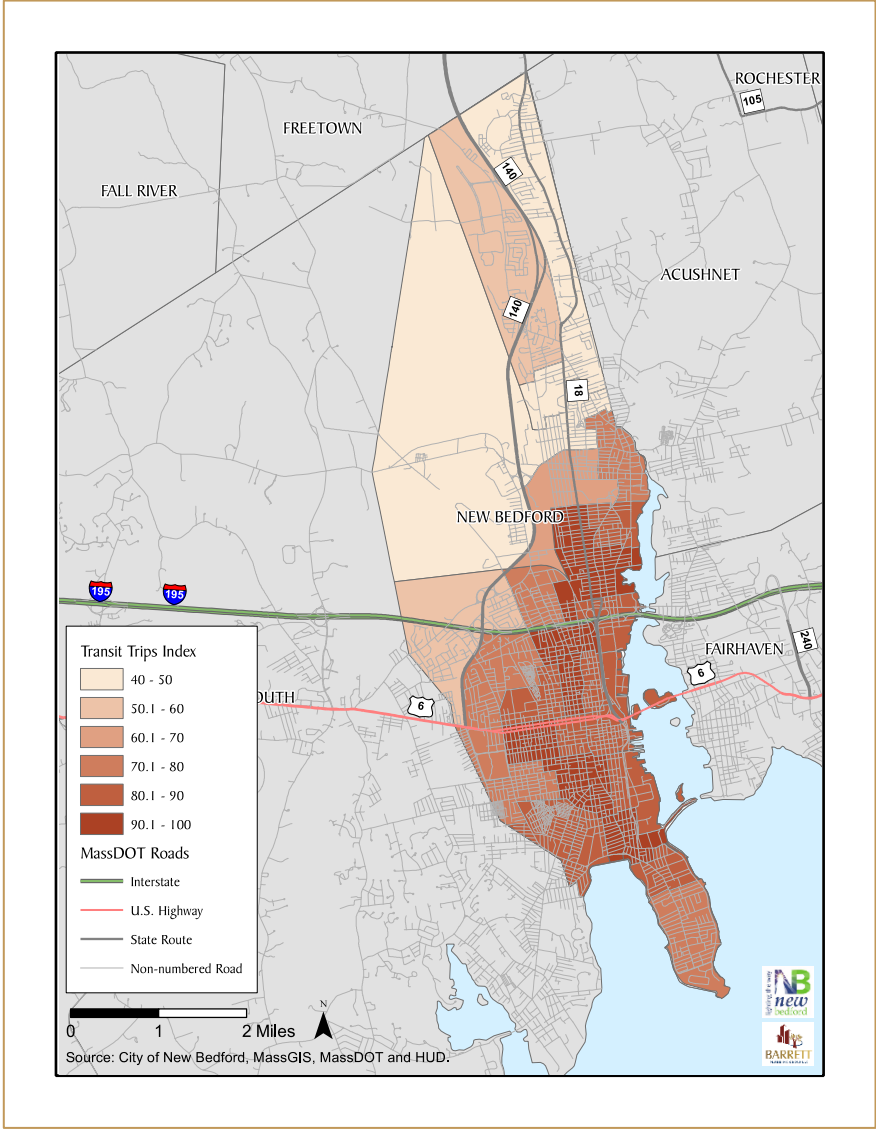 ROCHESTER
105
FREETOWN
140
FALL RIVER
ACUSHNET
140
18
NEW BEDFORD
195
195
240
FAIRHAVEN
6
OUTH
6
Transit Trips Index
40 - 50
50.1 - 60
60.1 - 70
70.1 - 80
80.1 - 90
90.1 - 100
MassDOT Roads
Interstate
U.S. Highway
State Route
Non-numbered Road
NB
new
bedford
N
0 1 2 Miles
BARRETT
Source: City of New Bedford, MassGIS, MassDOT and HUD.